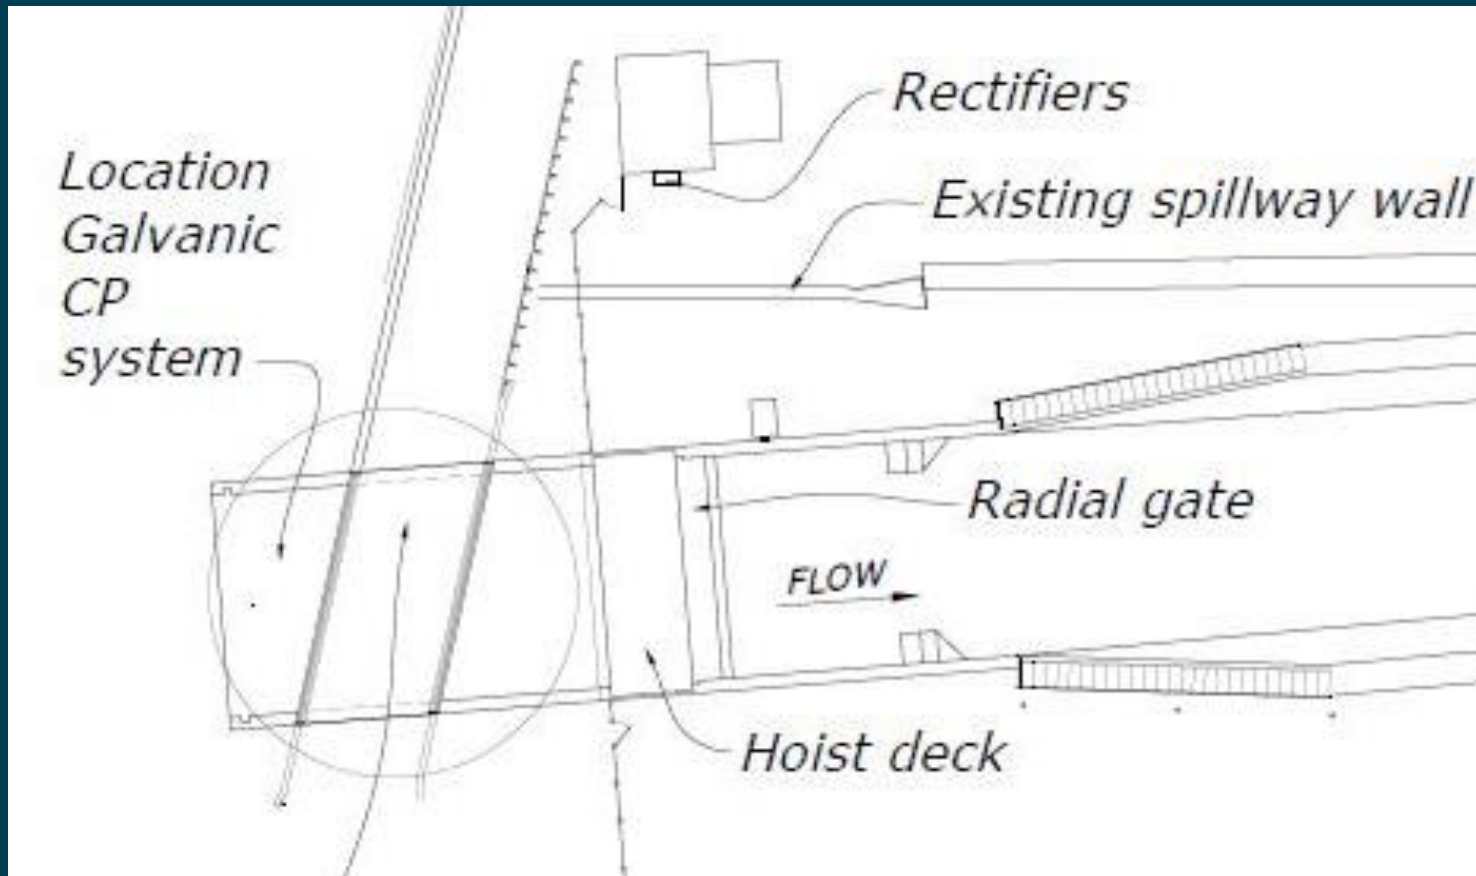 Rectifiers
Location
Galvanic
CP
system
Existing spillway wall
Radial gate
FLOW
Hoist deck